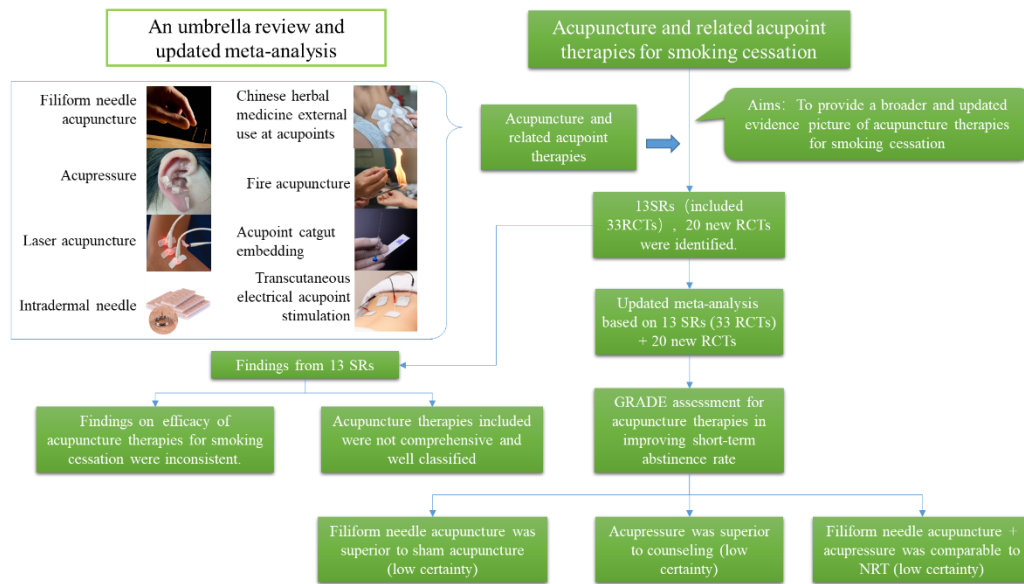 An umbrella review and
updated meta-analysis
Acupuncture and related acupoint
therapies for smoking cessation
Filiform needle
acupuncture
Acupressure
Laser acupuncture
Intradermal needle
Chinese herbal
medicine external
use at acupoints
Fire acupuncture
Acupoint catgut
embedding
Transcutaneous
electrical acupoint
stimulation
Acupuncture and
related acupoint
therapies
Aims: To provide a broader and updated
evidence picture of acupuncture therapies
for smoking cessation
13SRs（included
33RCTs）, 20 new RCTs
were identified.
Updated meta-analysis
based on 13 SRs (33 RCTs)
+ 20 new RCTs
Findings from 13 SRs
Findings on efficacy of
acupuncture therapies for smoking
cessation were inconsistent.
Acupuncture therapies included
were not comprehensive and
well classified
GRADE assessment for
acupuncture therapies in
improving short-term
abstinence rate
Filiform needle acupuncture was
superior to sham acupuncture
(low certainty)
Acupressure was superior
to counseling (low
certainty)
Filiform needle acupuncture +
acupressure was comparable to
NRT (low certainty)